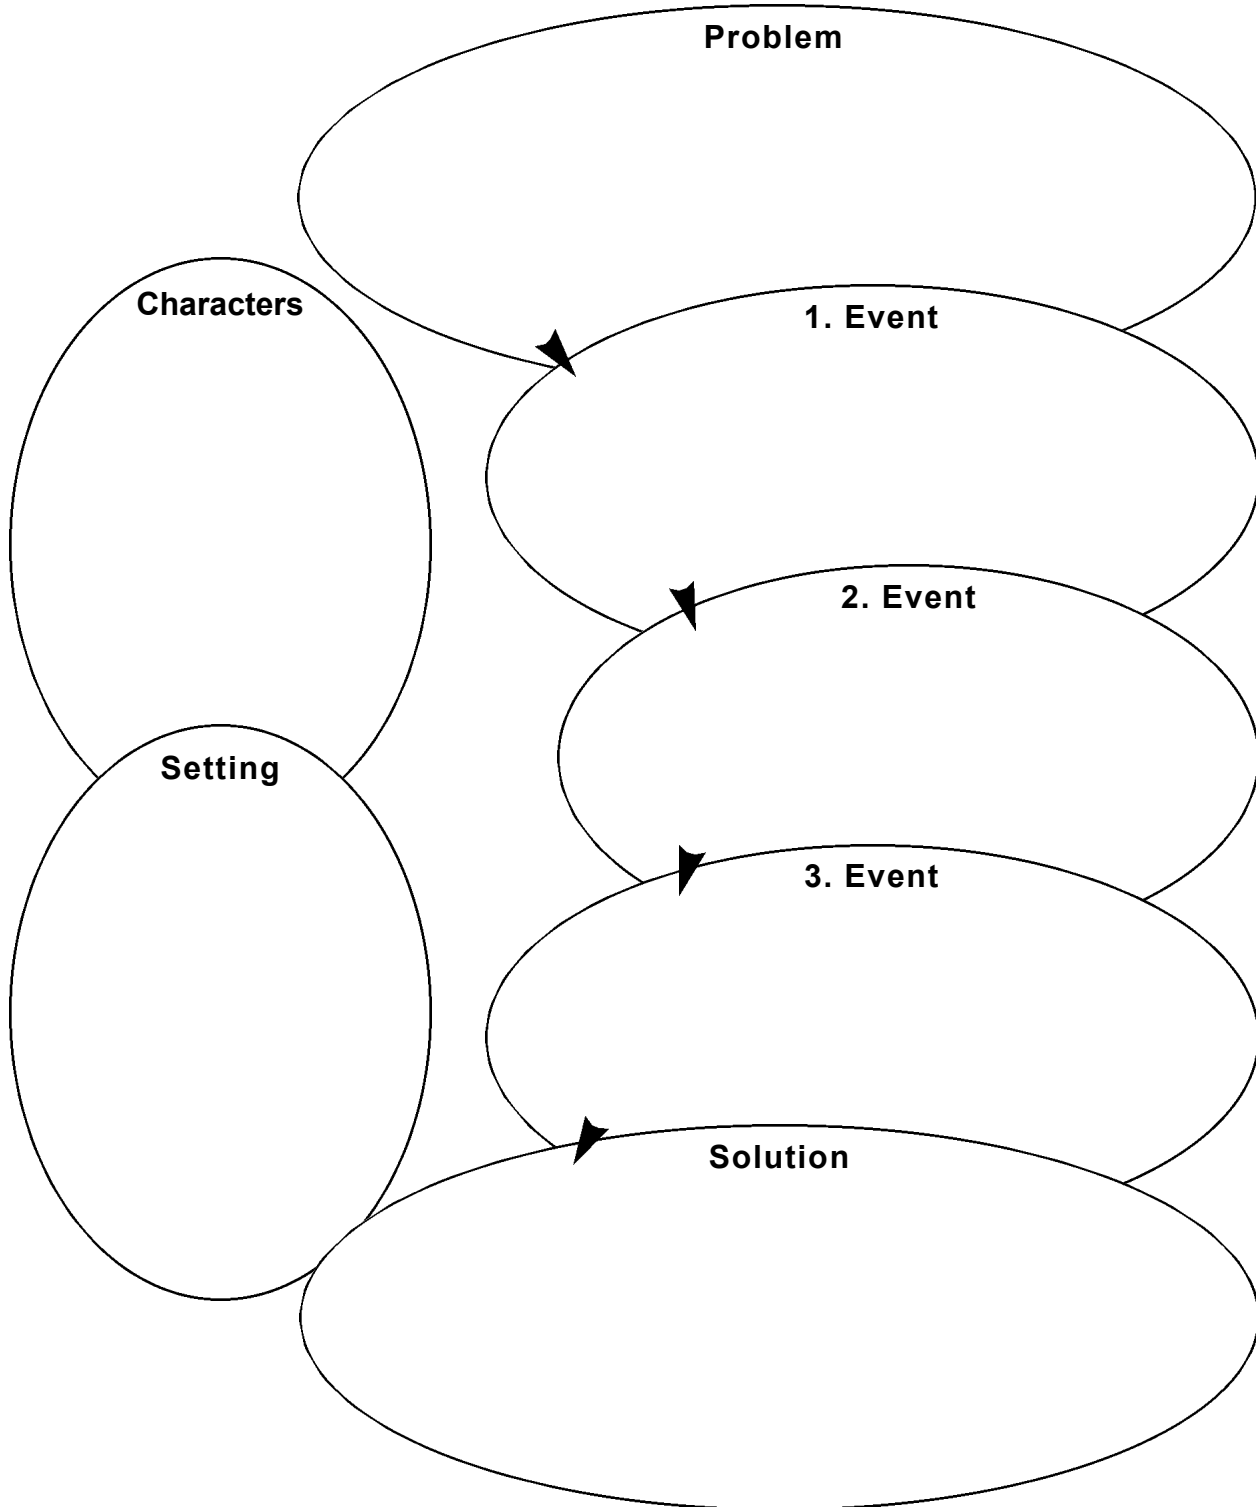 Problem
Characters
1. Event
2. Event
Setting
3. Event
Solution